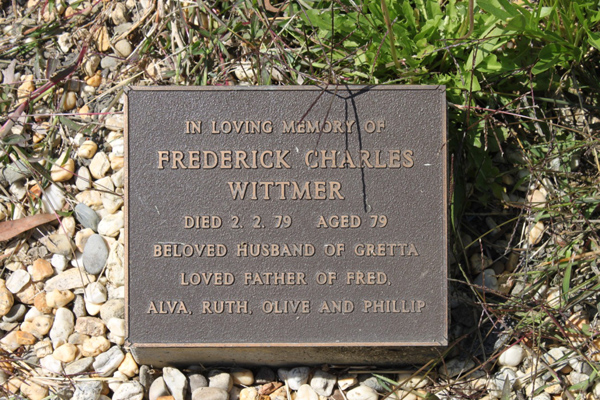 IN LOVING MEMORY OF
FREDERICK CHARLES
WITTMER
DIED 2. 2. 79 AGED 79
BELOVED HUSBAND OF GRETTA
LOVED FATHER OF FRED,
ALVA, RUTH, OLIVE AND PHILLIP